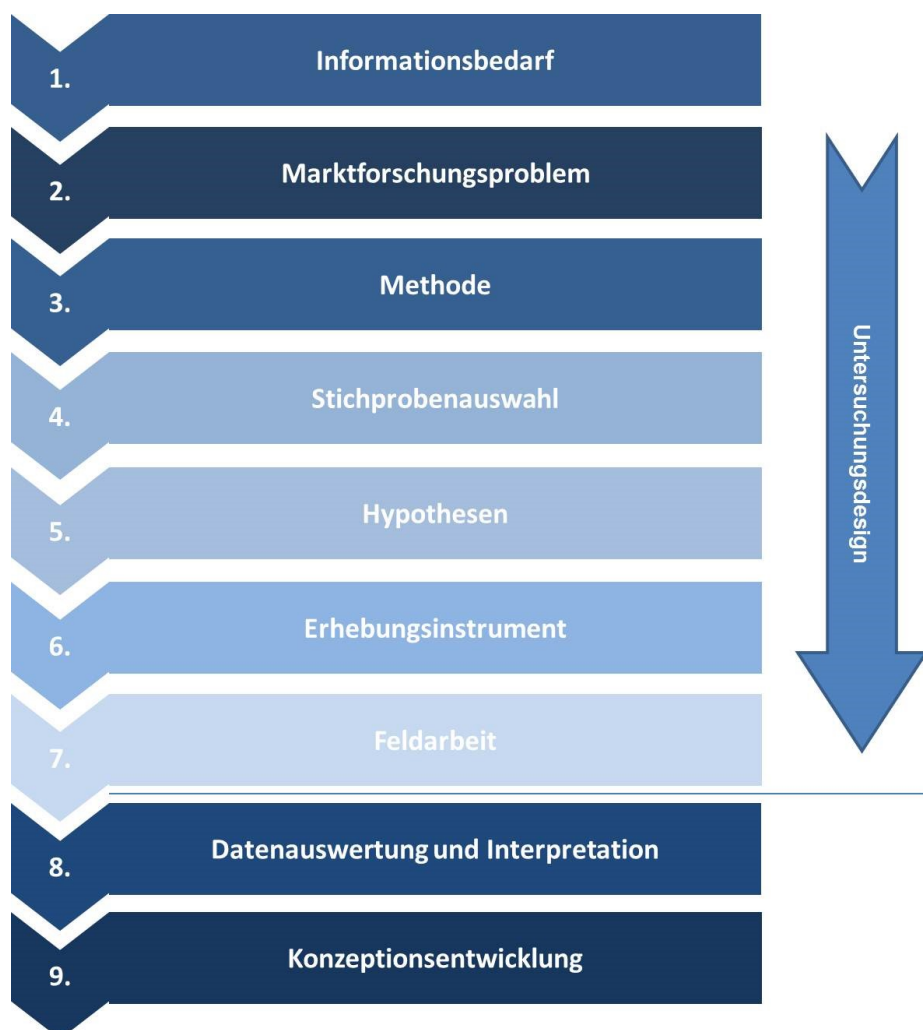 1.
Informationsbedarf
2.
Marktforschungsproblem
3.
Methode
4.
Stichprobenauswahl
5.
Hypothesen
6.
Erhebungsinstrument
7.
Feldarbeit
8.
Datenauswertung und Interpretation
9.
Konzeptionsentwicklung
Untersuchungsdesign